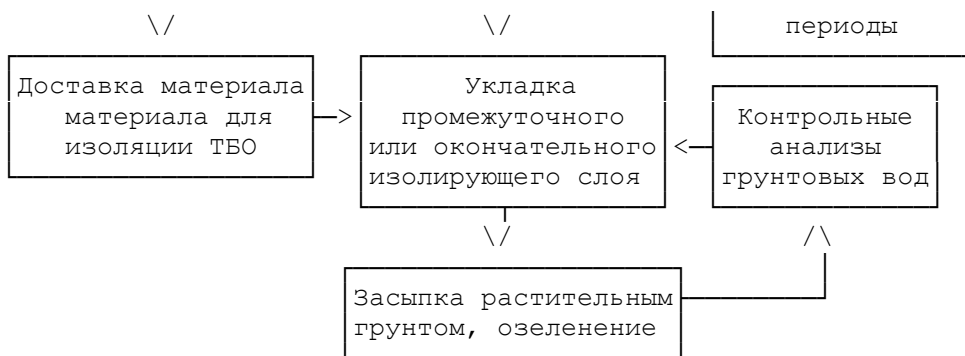 периоды
Доставка материала
материала для
изоляции ТБО
Укладка
промежуточного
или окончательного
изолирующего слоя
Контрольные
анализы
грунтовых вод
Засыпка растительным
грунтом, озеленение